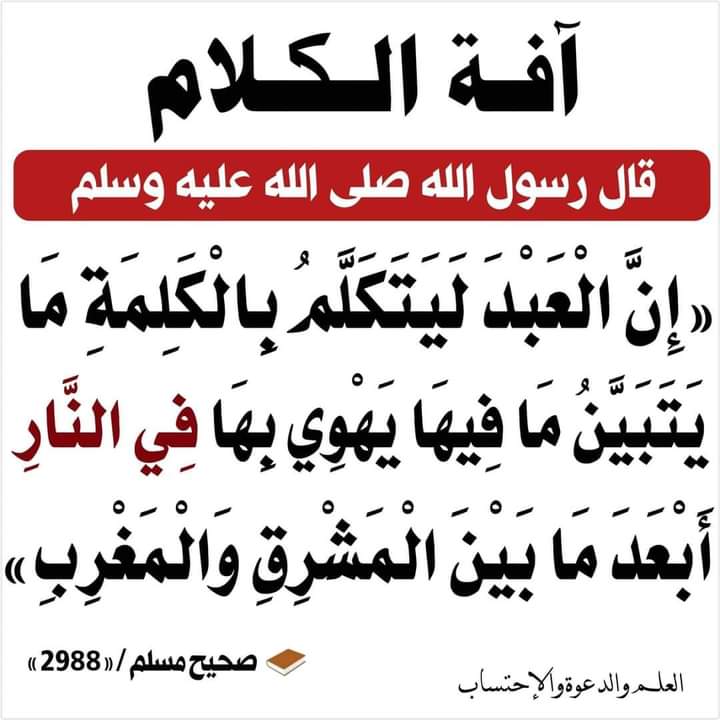 آفة الكلام
قال رسول الله صلى الله عليه وسلم
«إِنَّ الْعَبْدَ لَيَتَكَلَّمُ بِالْكَلِمَةِ مَا
يَتَبَيَّنُ مَا فِيهَا يَهْوِي بِهَا فِي النَّارِ
أَبْعَدَ مَا بَيْنَ الْمَشْرِقِ وَالْمَغْرِبِ»
صحيح مسلم / «2988»
العلم والدعوة والإحتساب